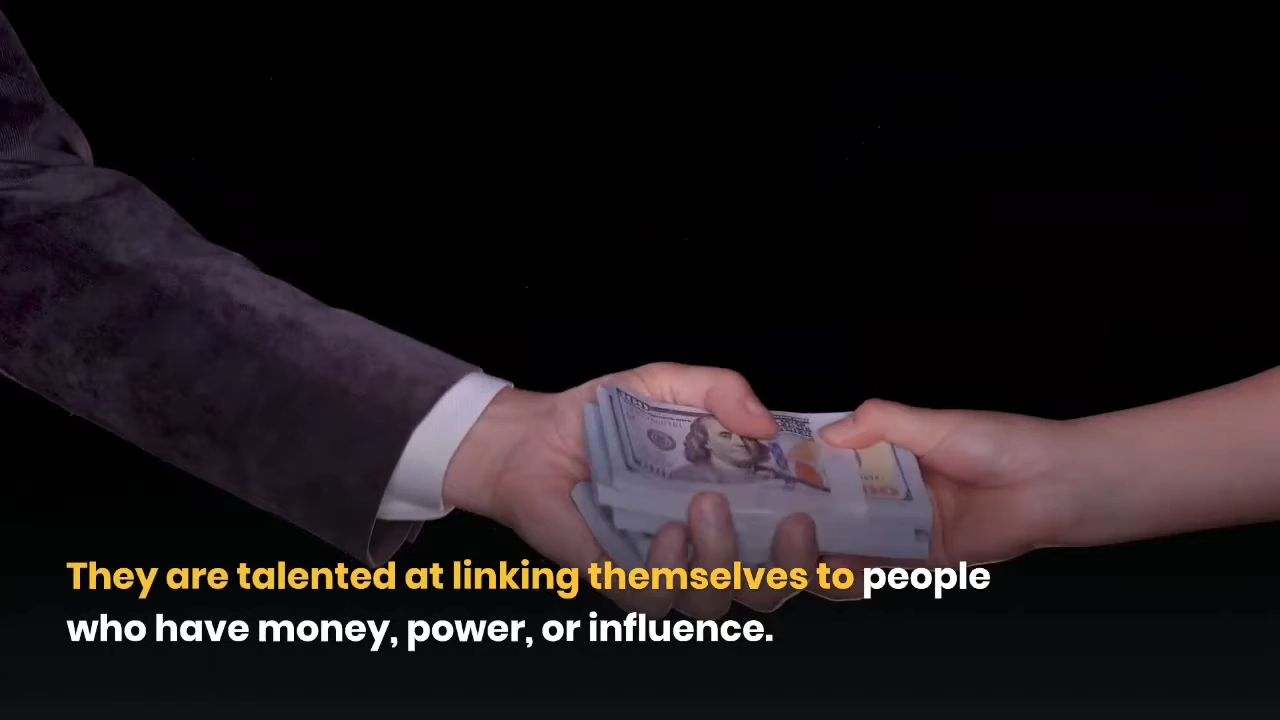 They are talented at linking themselves to people
who have money, power, or influence.